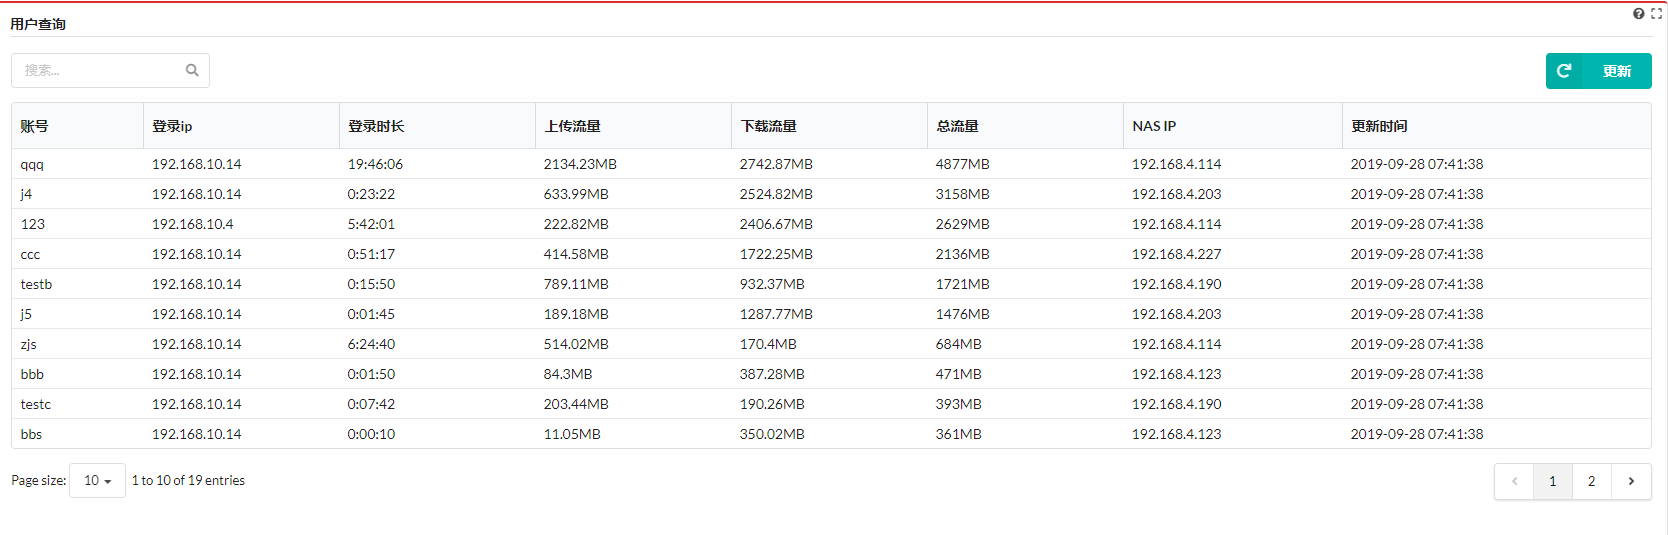 用户查询
搜索...
更新
账号 登录ip 登录时长 上传流量 下载流量 总流量 NAS IP 更新时间
qqq 192.168.10.14 19:46:06 2134.23MB 2742.87MB 4877MB 192.168.4.114 2019-09-28 07:41:38
j4 192.168.10.14 0:23:22 633.99MB 2524.82MB 3158MB 192.168.4.203 2019-09-28 07:41:38
123 192.168.10.4 5:42:01 222.82MB 2406.67MB 2629MB 192.168.4.114 2019-09-28 07:41:38
ccc 192.168.10.14 0:51:17 414.58MB 1722.25MB 2136MB 192.168.4.227 2019-09-28 07:41:38
testb 192.168.10.14 0:15:50 789.11MB 932.37MB 1721MB 192.168.4.190 2019-09-28 07:41:38
j5 192.168.10.14 0:01:45 189.18MB 1287.77MB 1476MB 192.168.4.203 2019-09-28 07:41:38
zjs 192.168.10.14 6:24:40 514.02MB 170.4MB 684MB 192.168.4.114 2019-09-28 07:41:38
bbb 192.168.10.14 0:01:50 84.3MB 387.28MB 471MB 192.168.4.123 2019-09-28 07:41:38
testc 192.168.10.14 0:07:42 203.44MB 190.26MB 393MB 192.168.4.190 2019-09-28 07:41:38
bbs 192.168.10.14 0:00:10 11.05MB 350.02MB 361MB 192.168.4.123 2019-09-28 07:41:38
Page size: 10 1 to 10 of 19 entries 1 2